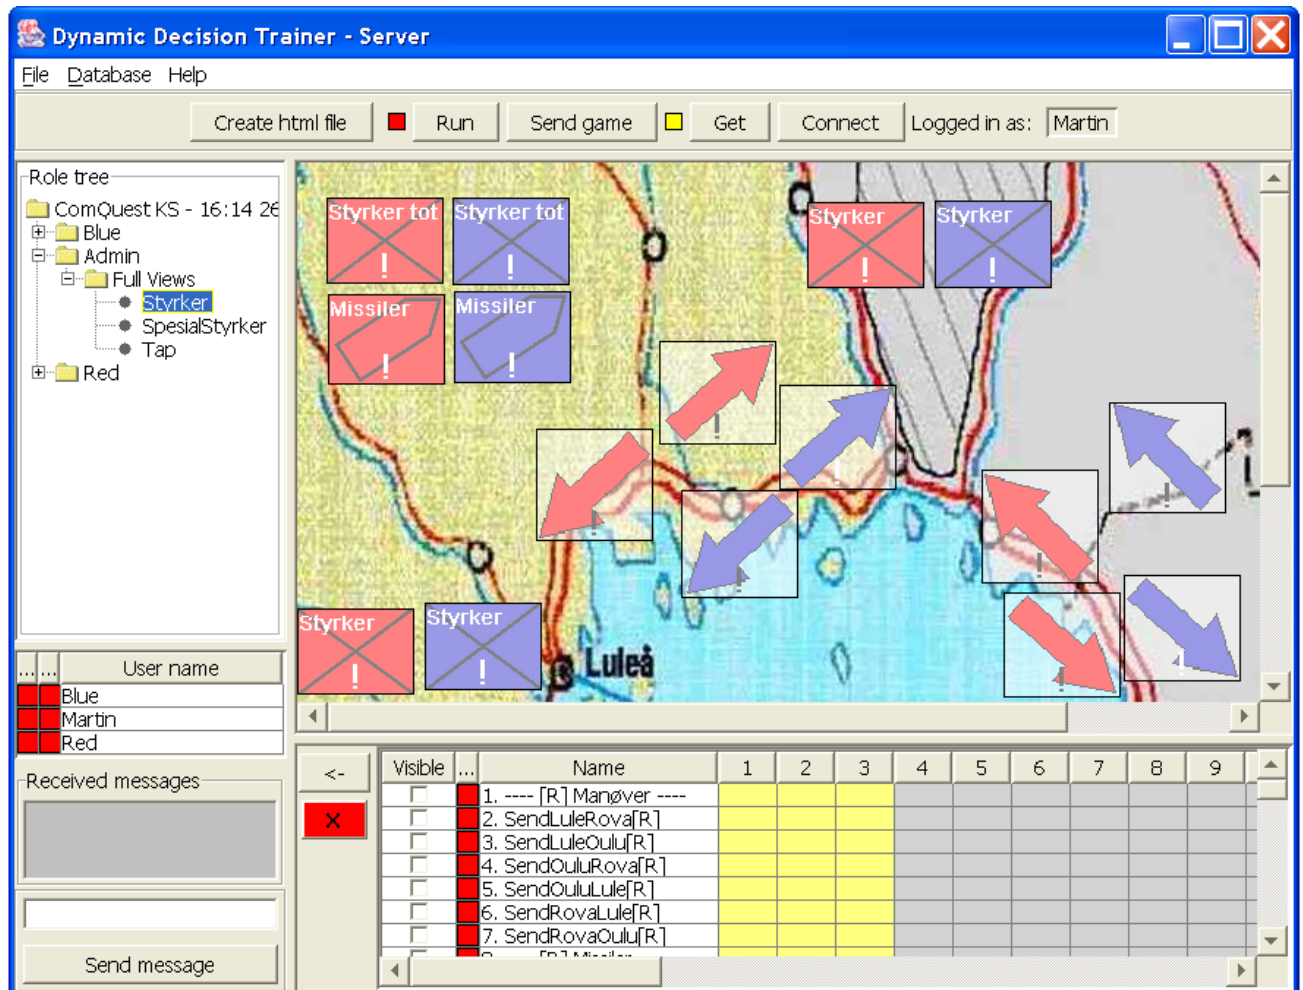 Dynamic Decision Trainer - Server
File Database Help
Create html file Run Send game Get Connect Logged in as: Martin
Role tree
ComQuest KS - 16:14 26
Blue
Admin
Full Views
Styrker
SpesialStyrker
Tap
Red
Styrker tot Styrker tot Styrker Styrker
! ! ! !
Missiler Missiler
! !
!
!
!
!
!
!
!
!
Styrker Styrker
! !
Luleå
... ... User name
Blue
Martin
Red
Received messages
Send message
<-
X
Visible ... Name 1 2 3 4 5 6 7 8 9
1. ---- [R] Manøver ----
2. SendLuleRova[R]
3. SendLuleOulu[R]
4. SendOuluRova[R]
5. SendOuluLule[R]
6. SendRovaLule[R]
7. SendRovaOulu[R]